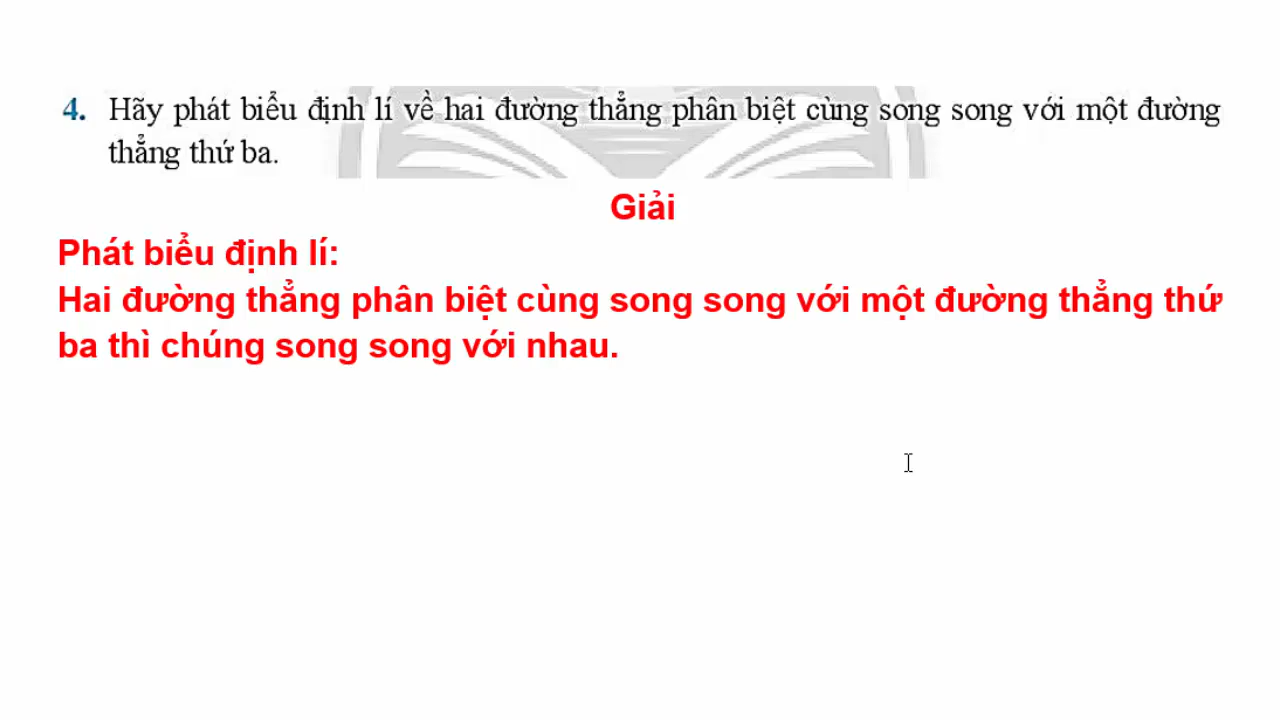 4. Hãy phát biểu định lí về hai đường thẳng phân biệt cùng song song với một đường
thẳng thứ ba.
Giải
Phát biểu định lí:
Hai đường thẳng phân biệt cùng song song với một đường thẳng thứ
ba thì chúng song song với nhau.